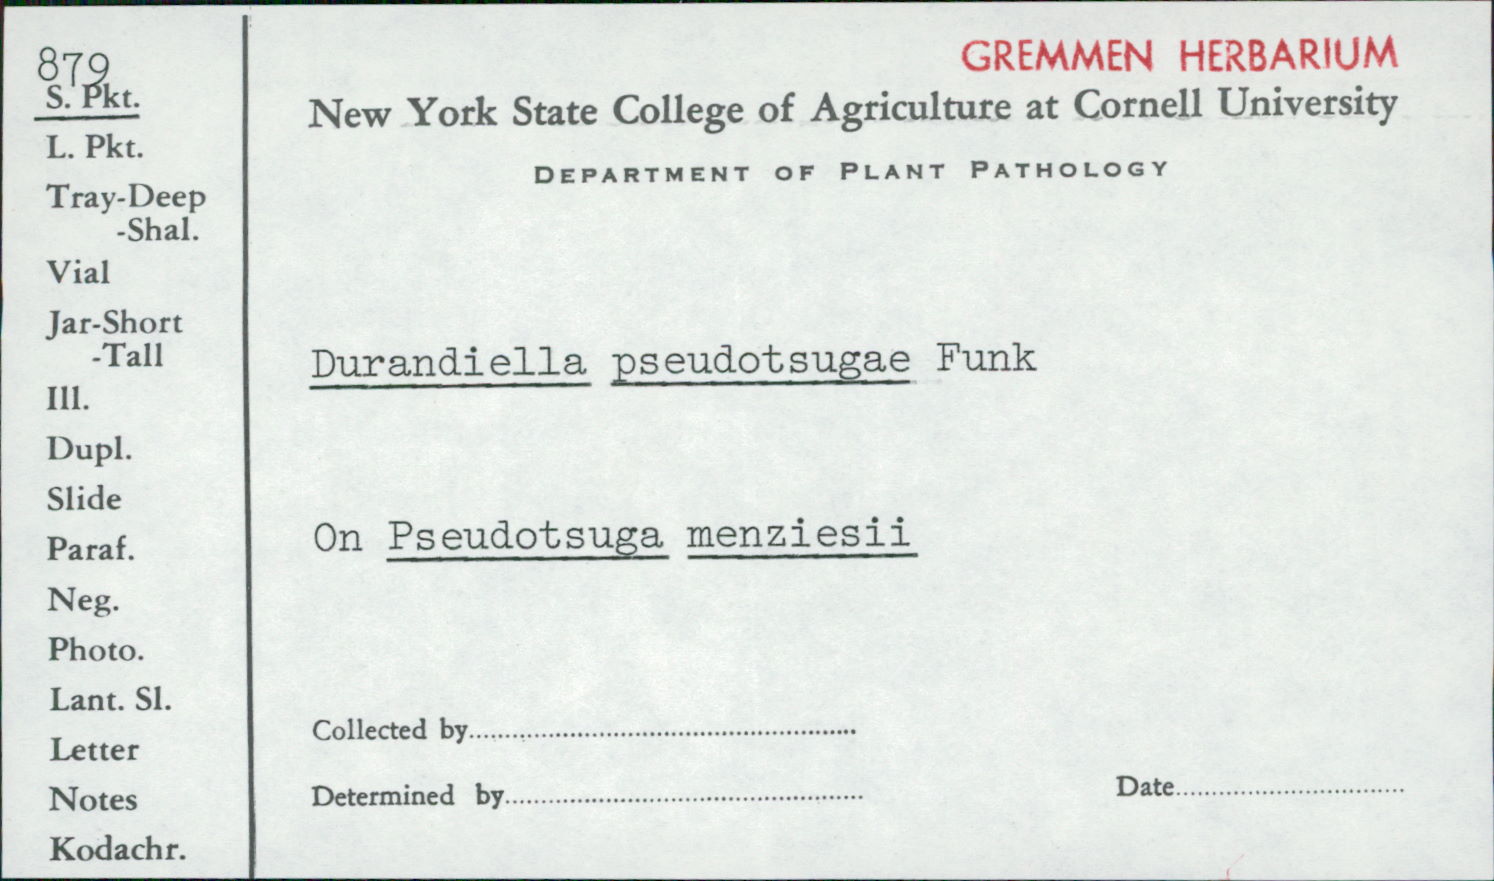 879
S. Pkt.
L. Pkt.
Tray-Deep
-Shal.
Vial
Jar-Short
-Tall
Ill.
Dupl.
Slide
Paraf.
Neg.
Photo.
Lant. Sl.
Letter
Notes
Kodachr.
GREMMEN HERBARIUM
New York State College of Agriculture at Cornell University
DEPARTMENT OF PLANT PATHOLOGY
Durandiella pseudotsugae Funk
On Pseudotsuga menziesii
Collected by
Determined by
Date